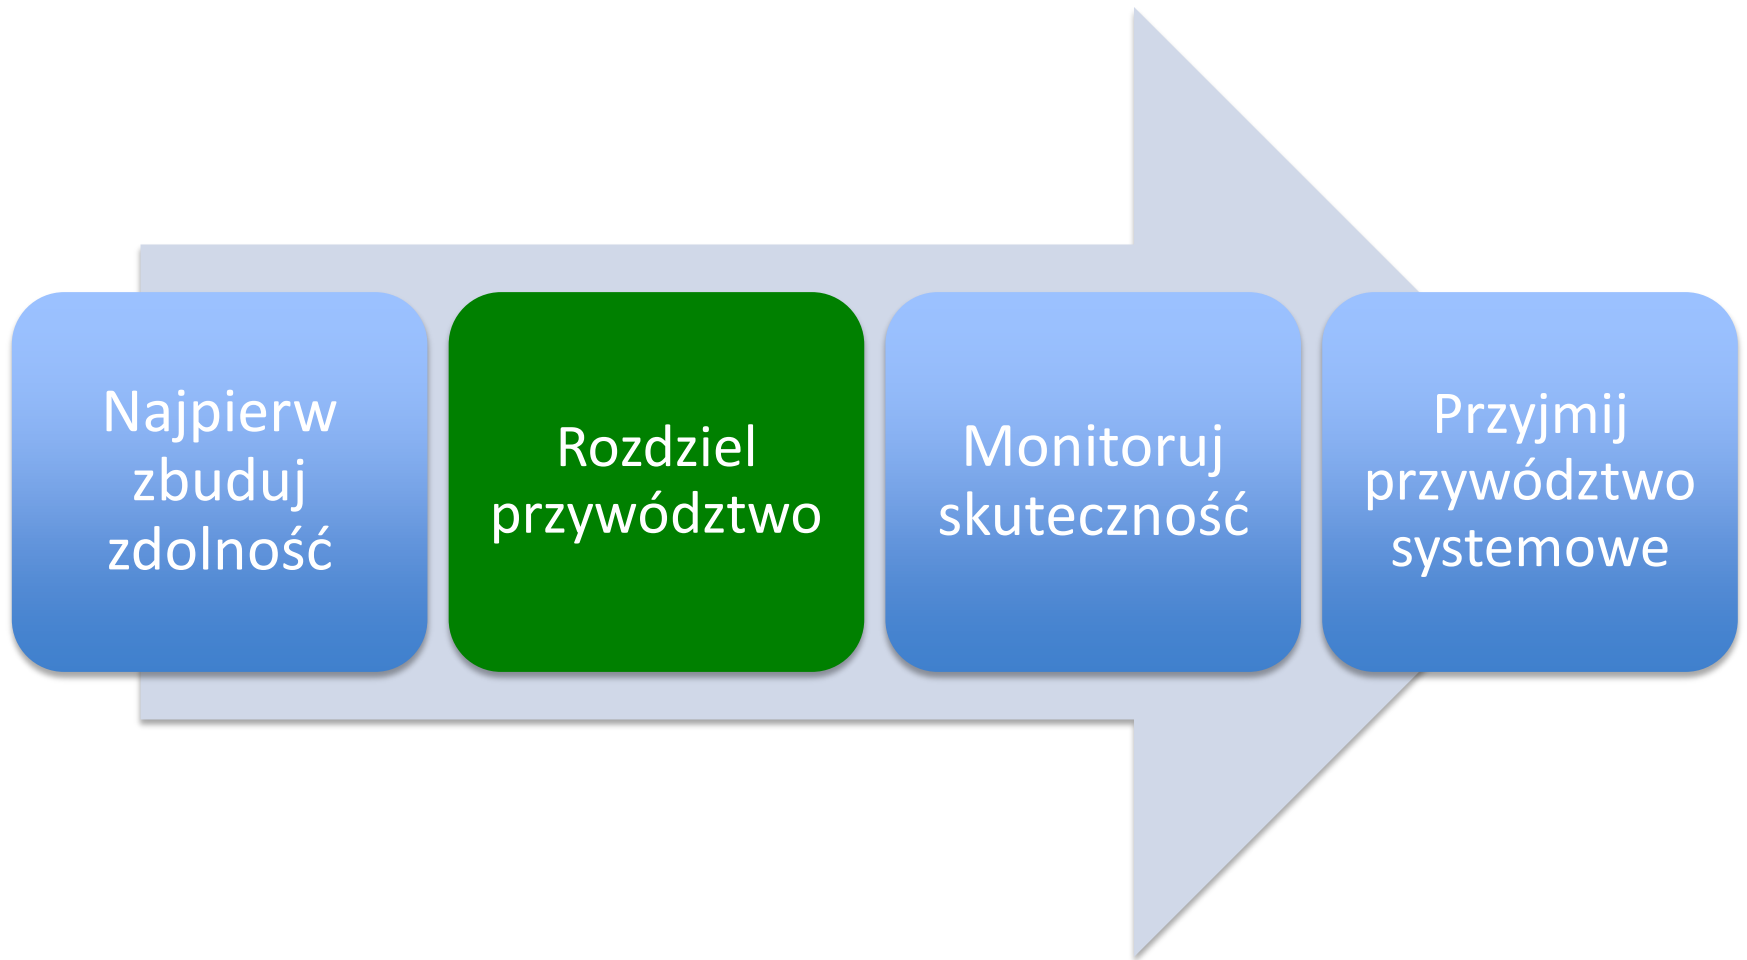 Najpierw
zbuduj
zdolność
Rozdziel
przywództwo
Monitoruj
skuteczność
Przyjmij
przywództwo
systemowe